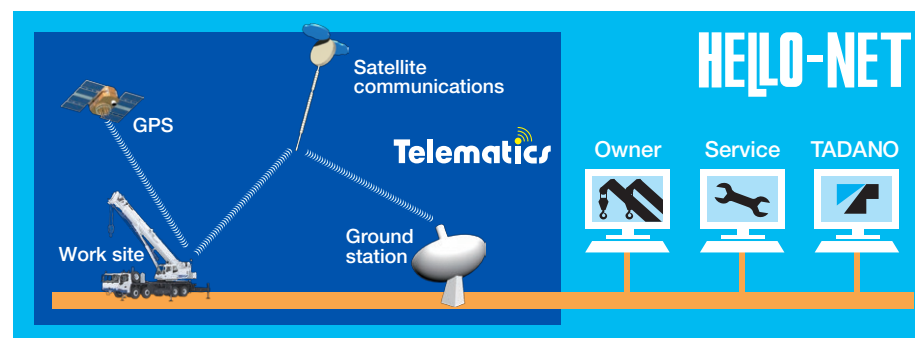 HELLO-NET
Satellite
communications
GPS
Telematics
Owner
Service
TADANO
Work site
Ground
station